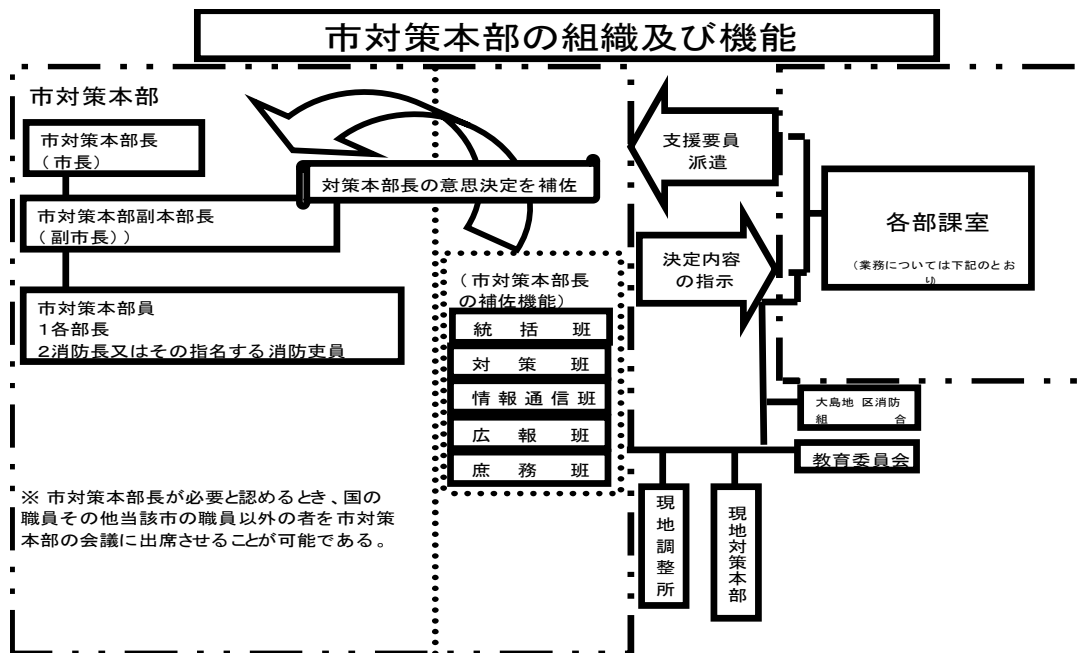 市対策本部の組織及び機能
市対策本部
市対策本部長
（市長）
市対策本部副本部長
（副市長））
市対策本部員
1各部長
2消防長又はその指名する消防吏員
※ 市対策本部長が必要と認めるとき、国の
職員その他当該市の職員以外の者を市対策
本部の会議に出席させることが可能である。
対策本部長の意思決定を補佐
（市対策本部長
の補佐機能）
統括班
対策班
情報通信班
広報班
庶務班
支援要員
派遣
決定内容
の指示
各部課室
（業務については下記のとお
り）
大島地 区消防
組合
教育委員会
現地調整所
現地対策本部